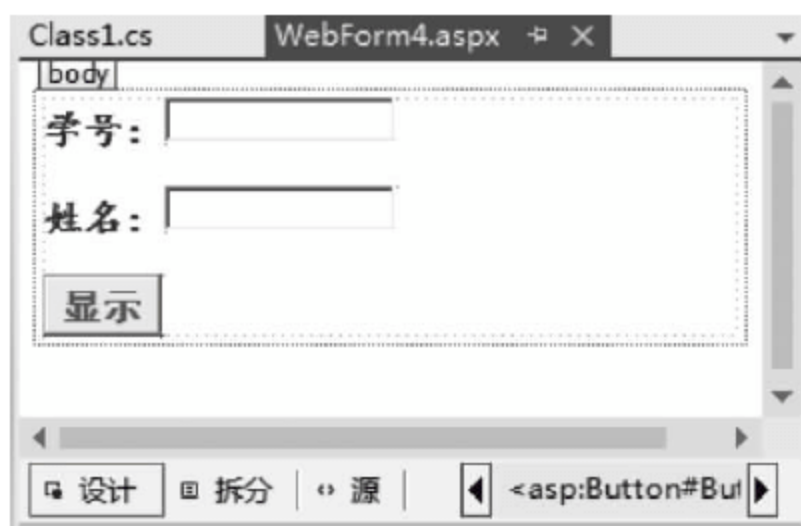 Class1.cs WebForm4.aspx
body
学号：
姓名：
显示
设计 拆分 源 <asp:Button#But